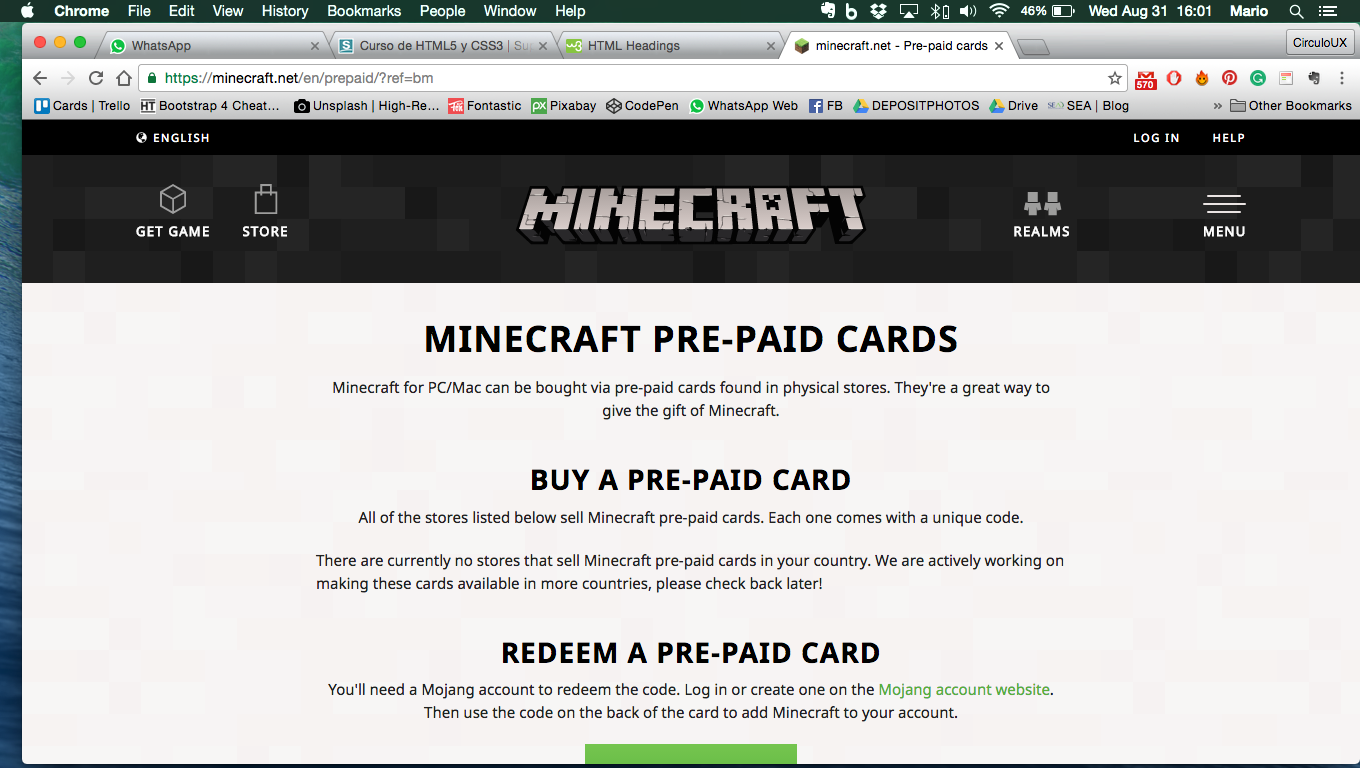 Chrome File Edit View History Bookmarks People Window Help 46% Wed Aug 31 16:01 Mario
WhatsApp Curso de HTML5 y CSS3 | HTML Headings minecraft.net - Pre-paid cards CirculoUX
https://minecraft.net/en/prepaid/?ref=bm 570
Cards | Trello HT Bootstrap 4 Cheat... Unsplash | High-Re... Fontastic px Pixabay CodePen WhatsApp Web FB DEPOSITPHOTOS Drive SEA | Blog » Other Bookmarks
ENGLISH LOG IN HELP
MINECRAFT
GET GAME STORE REALMS MENU
MINECRAFT PRE-PAID CARDS
Minecraft for PC/Mac can be bought via pre-paid cards found in physical stores. They're a great way to
give the gift of Minecraft.
BUY A PRE-PAID CARD
All of the stores listed below sell Minecraft pre-paid cards. Each one comes with a unique code.
There are currently no stores that sell Minecraft pre-paid cards in your country. We are actively working on
making these cards available in more countries, please check back later!
REDEEM A PRE-PAID CARD
You'll need a Mojang account to redeem the code. Log in or create one on the Mojang account website.
Then use the code on the back of the card to add Minecraft to your account.